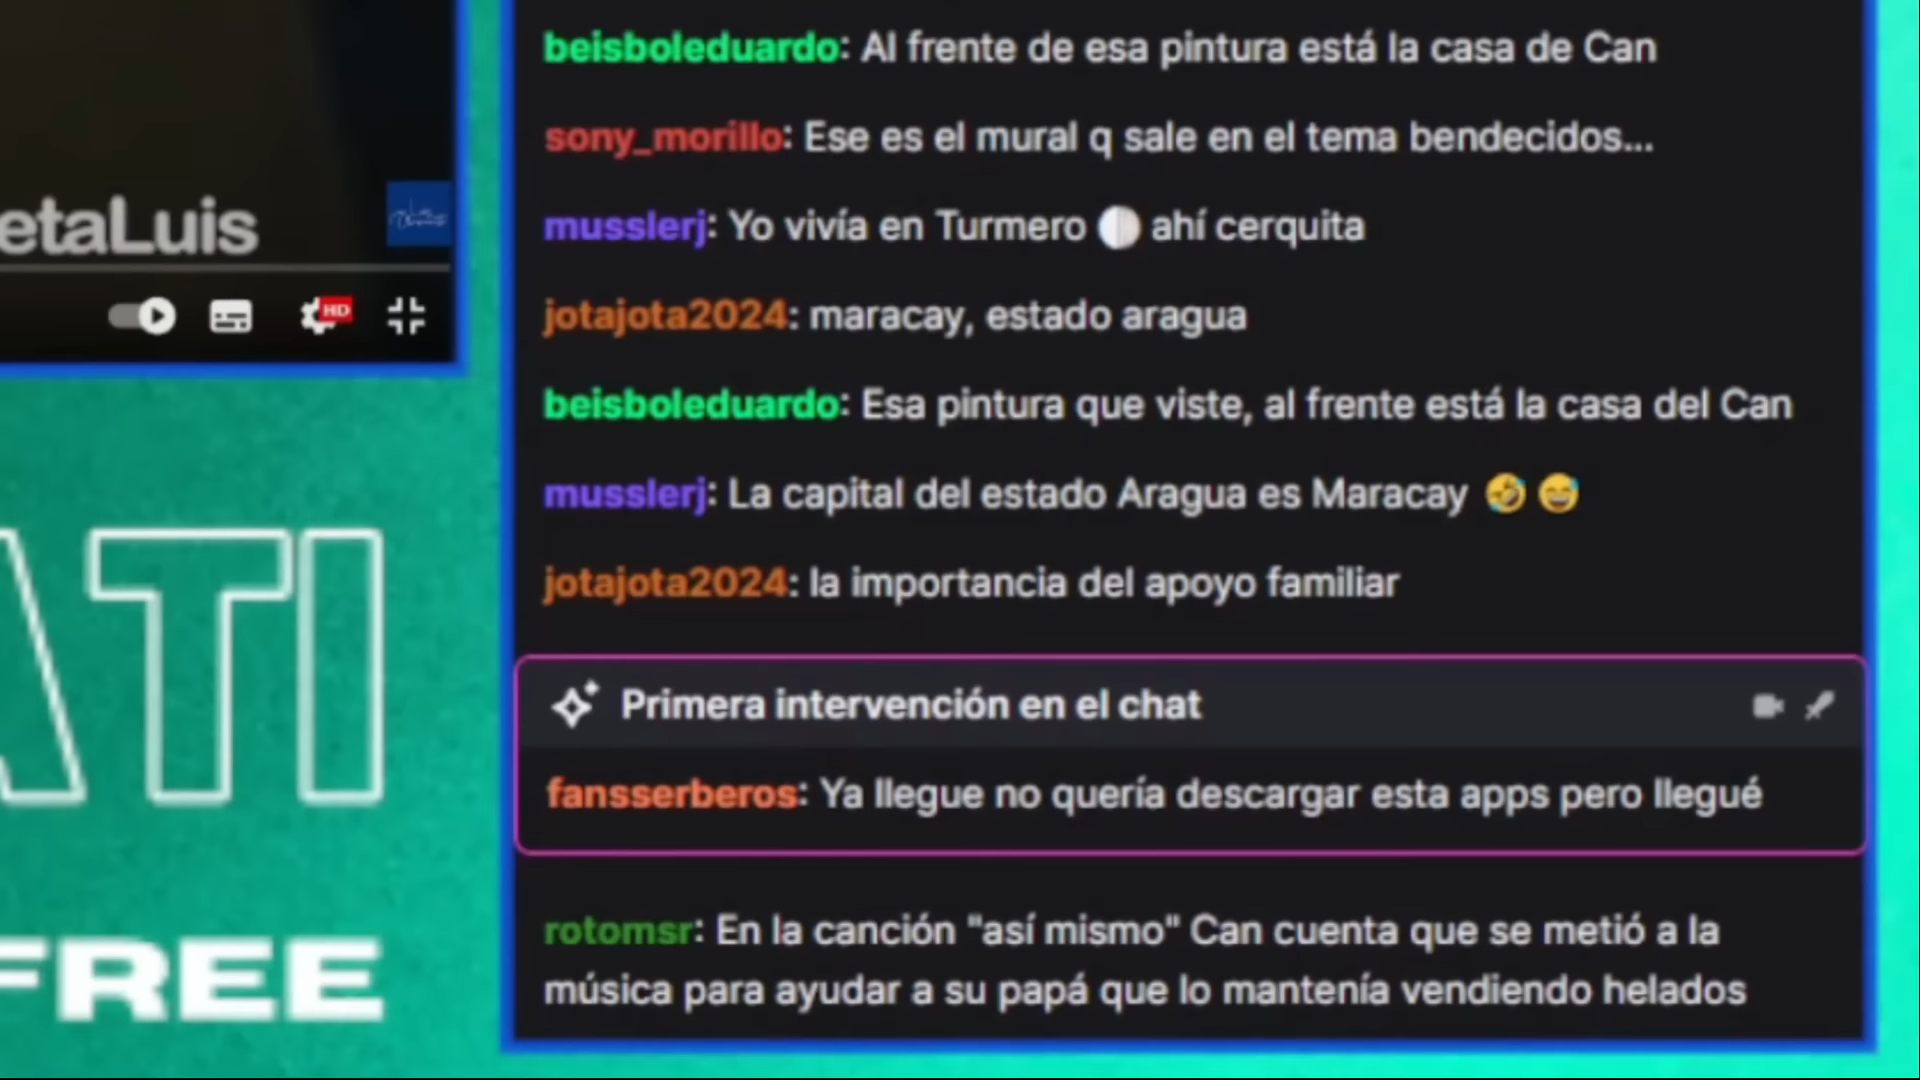 beisboleduardo: Al frente de esa pintura está la casa de Can
sony_morillo: Ese es el mural q sale en el tema bendecidos...
musslerj: Yo vivía en Turmero ahí cerquita
jotajota2024: maracay, estado aragua
beisboleduardo: Esa pintura que viste, al frente está la casa del Can
musslerj: La capital del estado Aragua es Maracay 🤣 😅
jotajota2024: la importancia del apoyo familiar
Primera intervención en el chat
fansserberos: Ya llegue no quería descargar esta apps pero llegué
rotomsr: En la canción "así mismo" Can cuenta que se metió a la
música para ayudar a su papá que lo mantenía vendiendo helados
etaLuis
HD
ATI
FREE